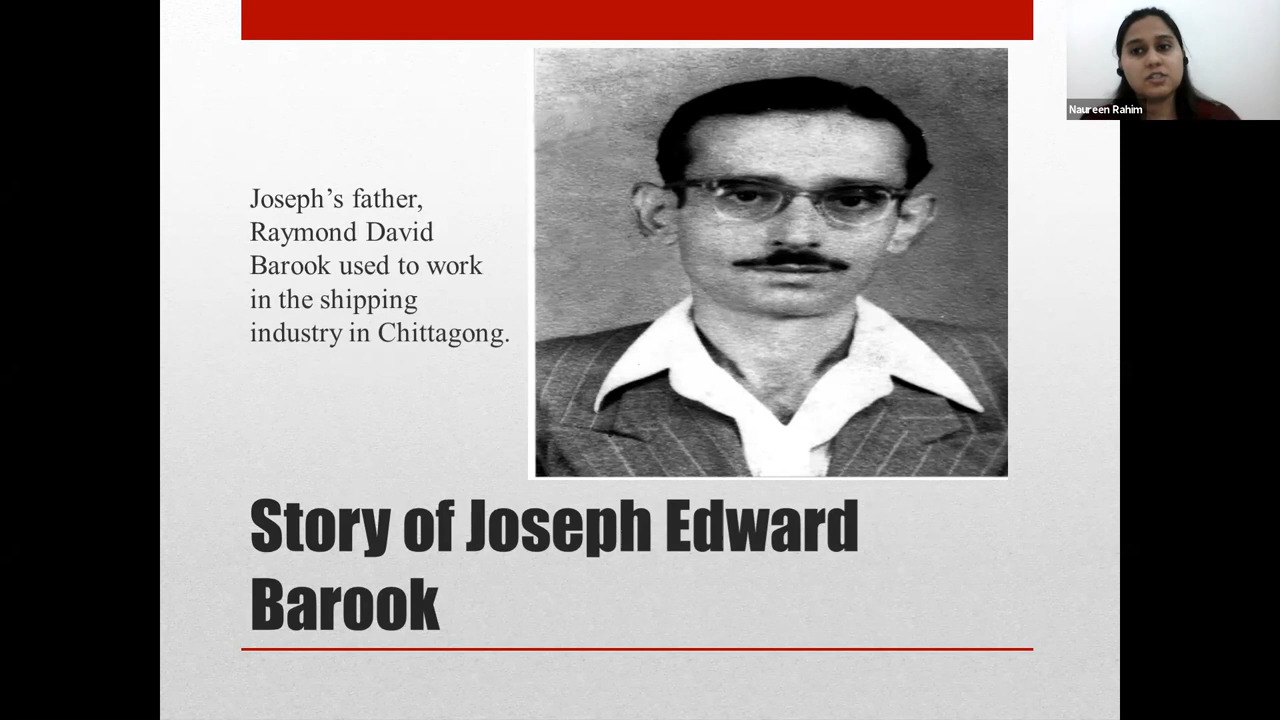 Naureen Rahim
Joseph’s father,
Raymond David
Barook used to work
in the shipping
industry in Chittagong.
Story of Joseph Edward
Barook